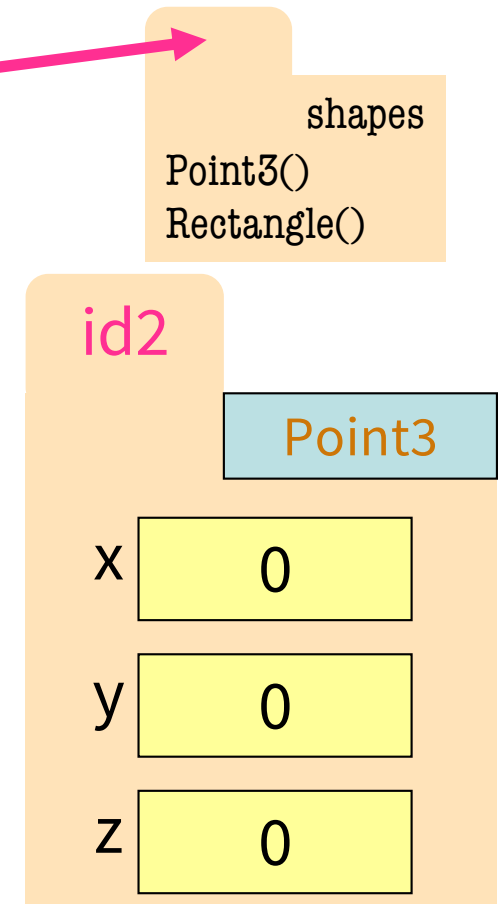 shapes
Point3()
Rectangle()
id2
Point3
x 0
y 0
z 0